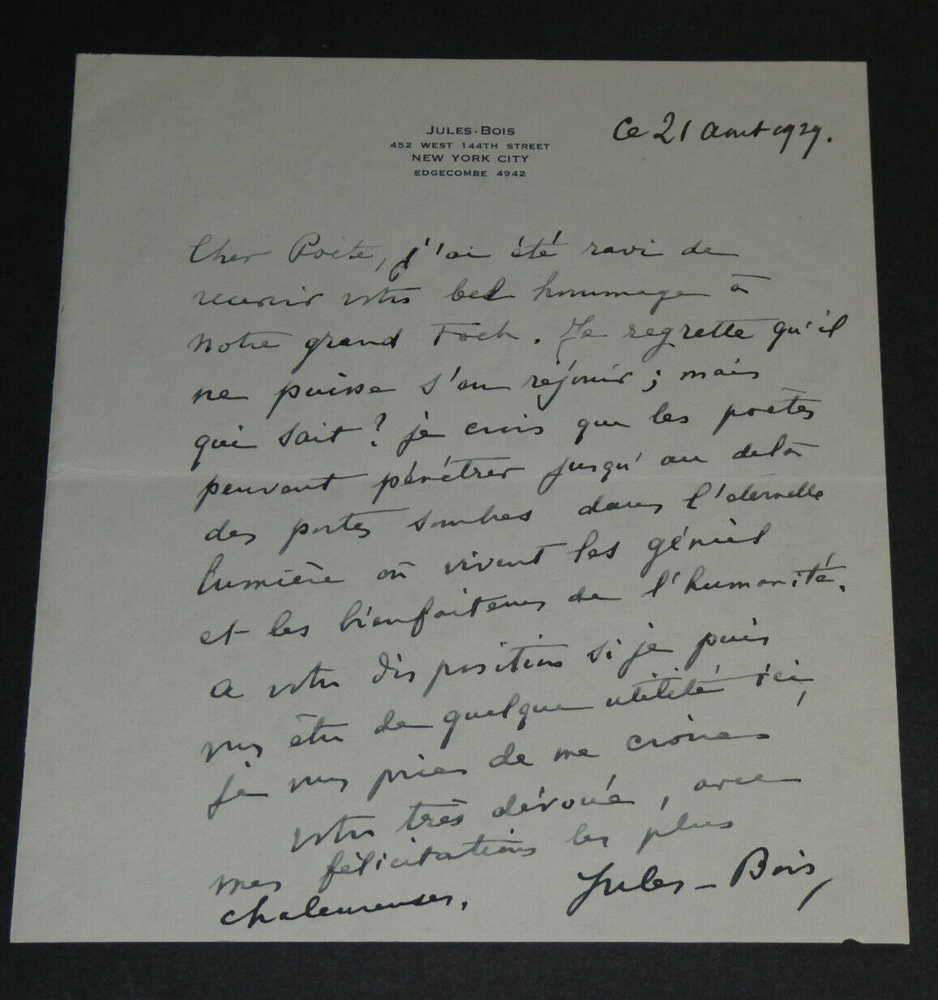 JULES-BOIS
452 WEST 144TH STREET
NEW YORK CITY
EDGECOMBE 4942
Ce 21 Aout 1929.
Cher Poète, j'ai été ravi de
recevoir votre bel hommage à
notre grand Foch. Je regrette qu'il
ne puisse s'en réjouir ; mais
qui sait ? je crois que les poètes
peuvent pénétrer jusqu'au delà
des portes sombres dans l'éternelle
lumière où vivent les génies
et les bienfaiteurs de l'humanité.
A votre disposition si je puis
vous être de quelque utilité ici,
je vous prie de me croire
votre très dévoué, avec
mes félicitations les plus
chaleureuses. Jules-Bois,